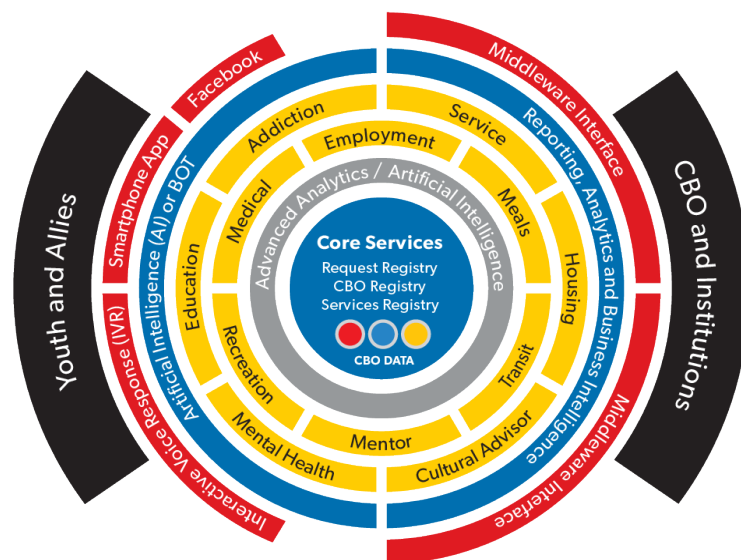 Youth and Allies
Facebook
Smartphone App
Interactive Voice Response (IVR)
Artificial Intelligence (AI) or BOT
Middleware Interface
Middleware Interface
Reporting, Analytics and Business Intelligence
CBO and Institutions
Addiction
Service
Housing
Cultural Advisor
Mental Health
Education
Employment
Meals
Transit
Mentor
Recreation
Medical
Advanced Analytics / Artificial Intelligence
Core Services
Request Registry
CBO Registry
Services Registry
CBO DATA